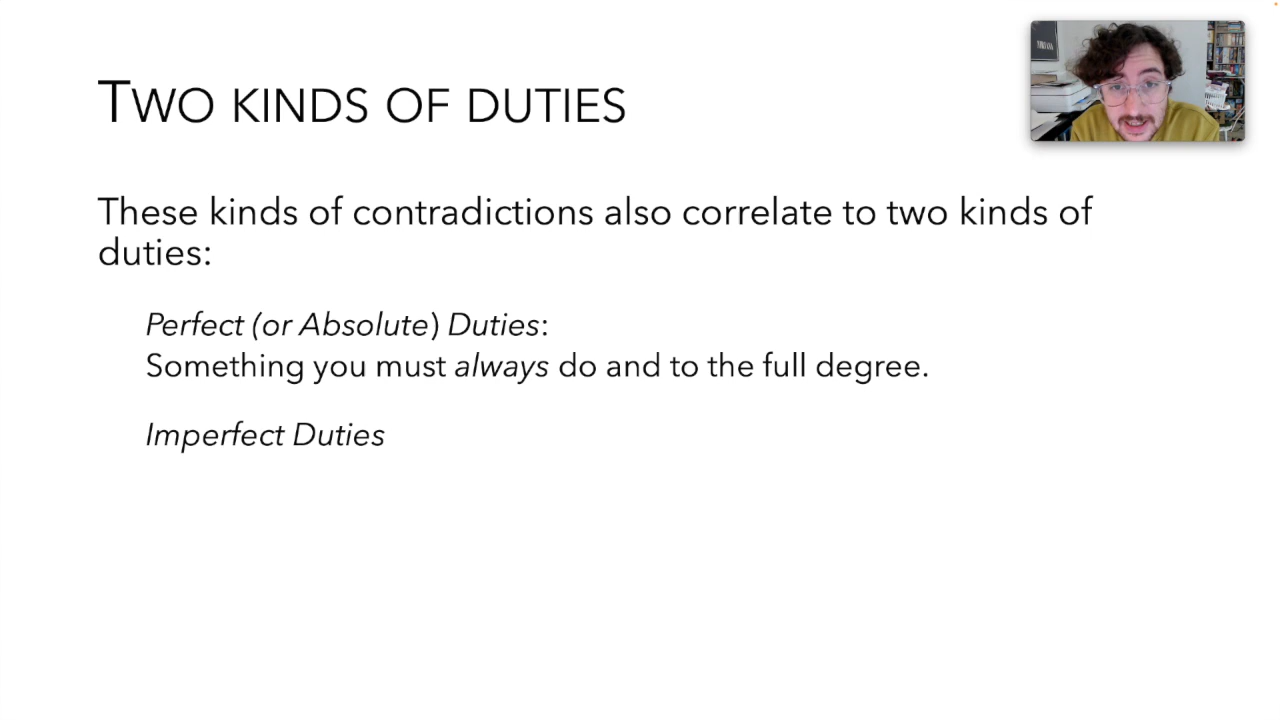 TWO KINDS OF DUTIES
These kinds of contradictions also correlate to two kinds of
duties:
Perfect (or Absolute) Duties:
Something you must always do and to the full degree.
Imperfect Duties
NIRVANA